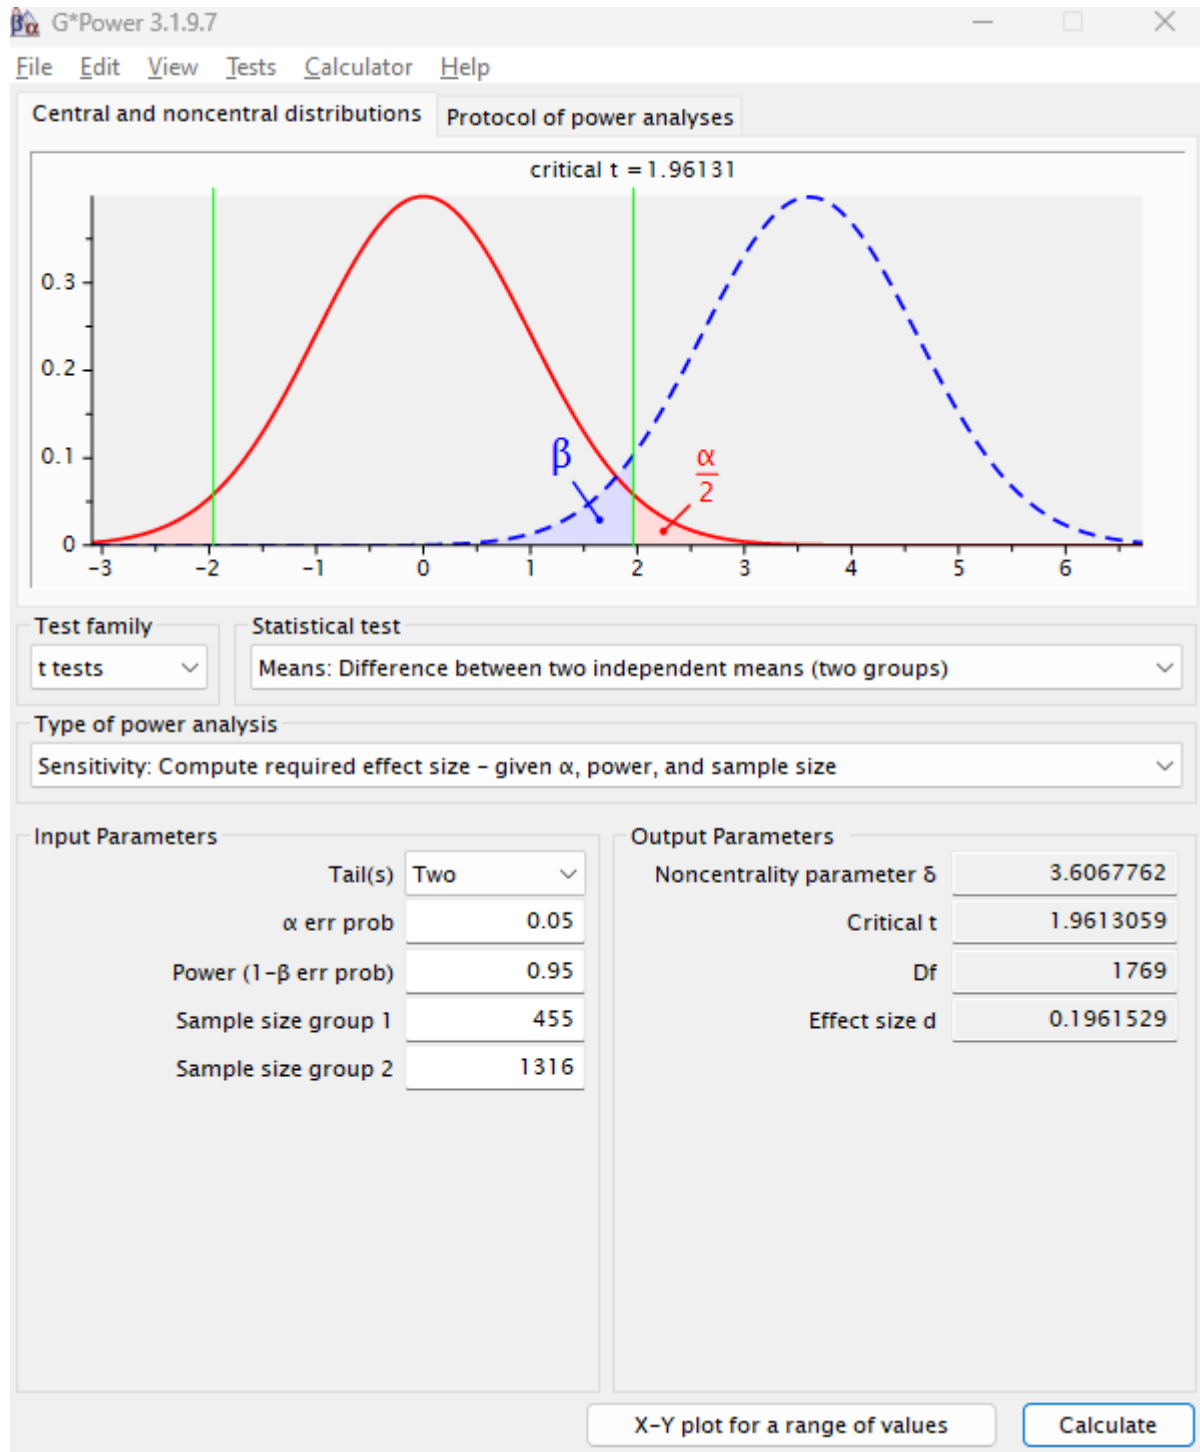 G*Power 3.1.9.7
File Edit View Tests Calculator Help
Central and noncentral distributions Protocol of power analyses
critical t = 1.96131
0.3
0.2
0.1
0
β
α
2
-3 -2 -1 0 1 2 3 4 5 6
Test family Statistical test
t tests Means: Difference between two independent means (two groups)
Type of power analysis
Sensitivity: Compute required effect size - given α, power, and sample size
Input Parameters Output Parameters
Tail(s) Two Noncentrality parameter δ 3.6067762
α err prob 0.05 Critical t 1.9613059
Power (1-β err prob) 0.95 Df 1769
Sample size group 1 455 Effect size d 0.1961529
Sample size group 2 1316
X-Y plot for a range of values Calculate